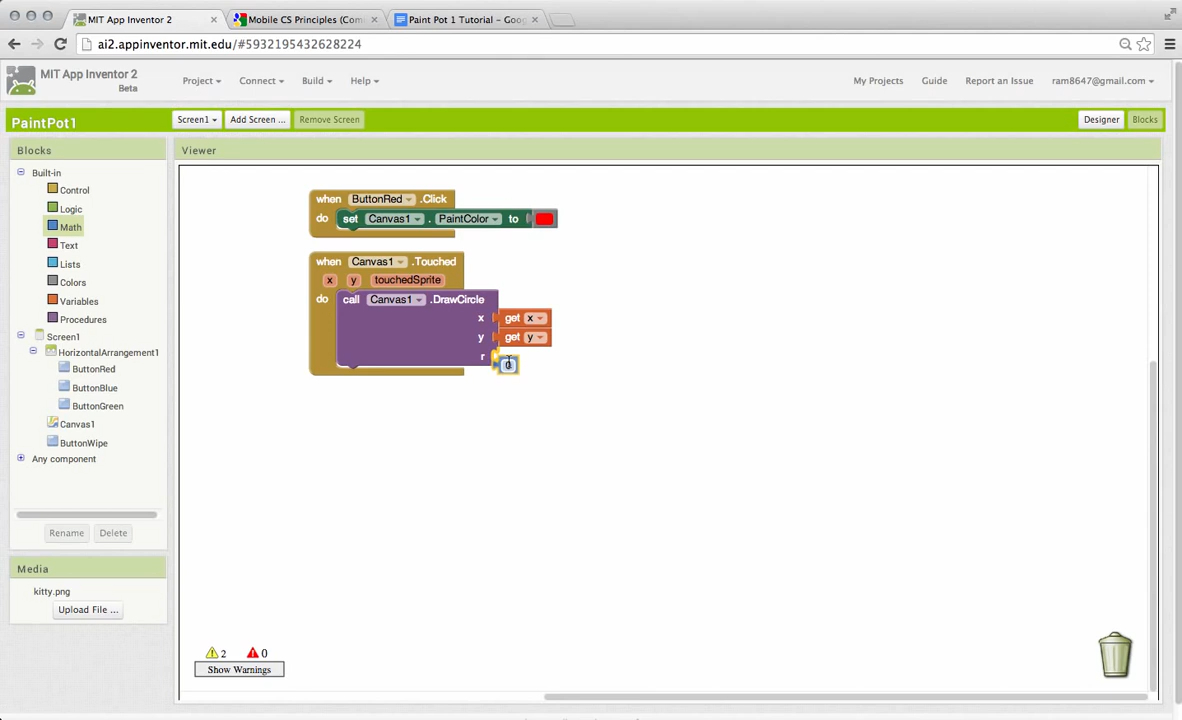 MIT App Inventor 2
Mobile CS Principles (Com
Paint Pot 1 Tutorial – Goog
ai2.appinventor.mit.edu/#5932195432628224
MIT App Inventor 2
Beta
Project
Connect
Build
Help
My Projects
Guide
Report an Issue
ram8647@gmail.com
PaintPot1
Screen1
Add Screen ...
Remove Screen
Designer
Blocks
Blocks
Viewer
Built-in
Control
Logic
Math
Text
Lists
Colors
Variables
Procedures
Screen1
HorizontalArrangement1
ButtonRed
ButtonBlue
ButtonGreen
Canvas1
ButtonWipe
Any component
Rename
Delete
Media
kitty.png
Upload File ...
when ButtonRed .Click
do set Canvas1 . PaintColor to
when Canvas1 .Touched
x y touchedSprite
do call Canvas1 .DrawCircle
x get x
y get y
r
0
2 0
Show Warnings